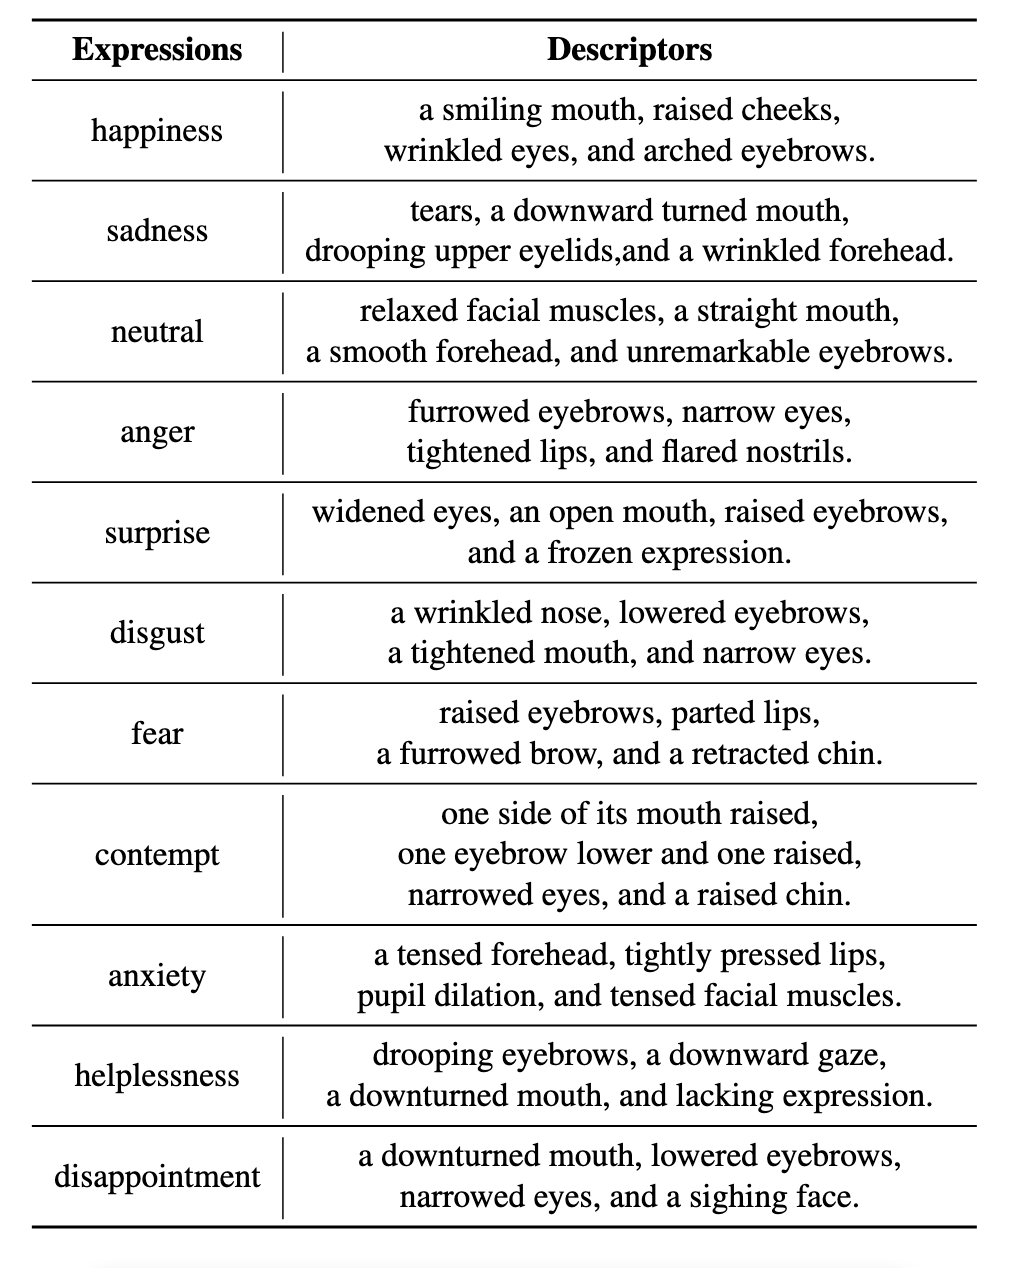 Expressions Descriptors
happiness
a smiling mouth, raised cheeks,
wrinkled eyes, and arched eyebrows.
sadness
tears, a downward turned mouth,
drooping upper eyelids,and a wrinkled forehead.
neutral
relaxed facial muscles, a straight mouth,
a smooth forehead, and unremarkable eyebrows.
anger
furrowed eyebrows, narrow eyes,
tightened lips, and flared nostrils.
surprise
widened eyes, an open mouth, raised eyebrows,
and a frozen expression.
disgust
a wrinkled nose, lowered eyebrows,
a tightened mouth, and narrow eyes.
fear
raised eyebrows, parted lips,
a furrowed brow, and a retracted chin.
contempt
one side of its mouth raised,
one eyebrow lower and one raised,
narrowed eyes, and a raised chin.
anxiety
a tensed forehead, tightly pressed lips,
pupil dilation, and tensed facial muscles.
helplessness
drooping eyebrows, a downward gaze,
a downturned mouth, and lacking expression.
disappointment
a downturned mouth, lowered eyebrows,
narrowed eyes, and a sighing face.